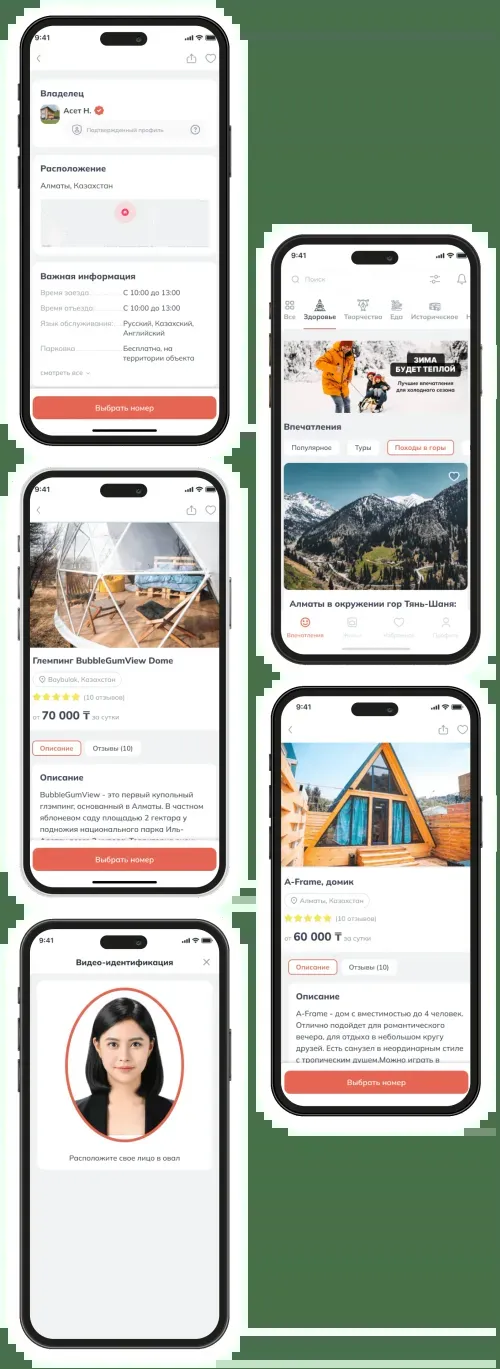 9:41
Владелец
Асет Н.
Подтвержденный профиль
Расположение
Алматы, Казахстан
Важная информация
Время заезда С 10:00 до 13:00
Время отъезда С 10:00 до 13:00
Язык обслуживания: Русский, Казахский,
Английский
Парковка Бесплатно, на
территории объекта
смотреть все
Выбрать номер
9:41
Поиск
Все Здоровье Творчество Еда Историческое Н
ЗИМА
БУДЕТ ТЕПЛОЙ
Лучшие впечатления
для холодного сезона
Впечатления
Популярное Туры Походы в горы
Алматы в окружении гор Тянь-Шаня:
Впечатления Жилье Избранное Профиль
9:41
Глемпинг BubbleGumView Dome
Baybulak, Казахстан
(10 отзывов)
от 70 000 ₸ за сутки
Описание Отзывы (10)
Описание
BubbleGumView - это первый купольный
глэмпинг, основанный в Алматы. В частном
яблоневом саду площадью 2 гектара у
подножия национального парка Иль-
Выбрать номер
9:41
A-Frame, домик
Алматы, Казахстан
(10 отзывов)
от 60 000 ₸ за сутки
Описание Отзывы (10)
Описание
A-Frame - дом с вместимостью до 4 человек.
Отлично подойдет для романтического
вечера, для отдыха в небольшом кругу
друзей. Есть санузел в неординарным стиле
с тропическим душем.Можно играть в
Выбрать номер
9:41
Видео-идентификация
Расположите свое лицо в овал